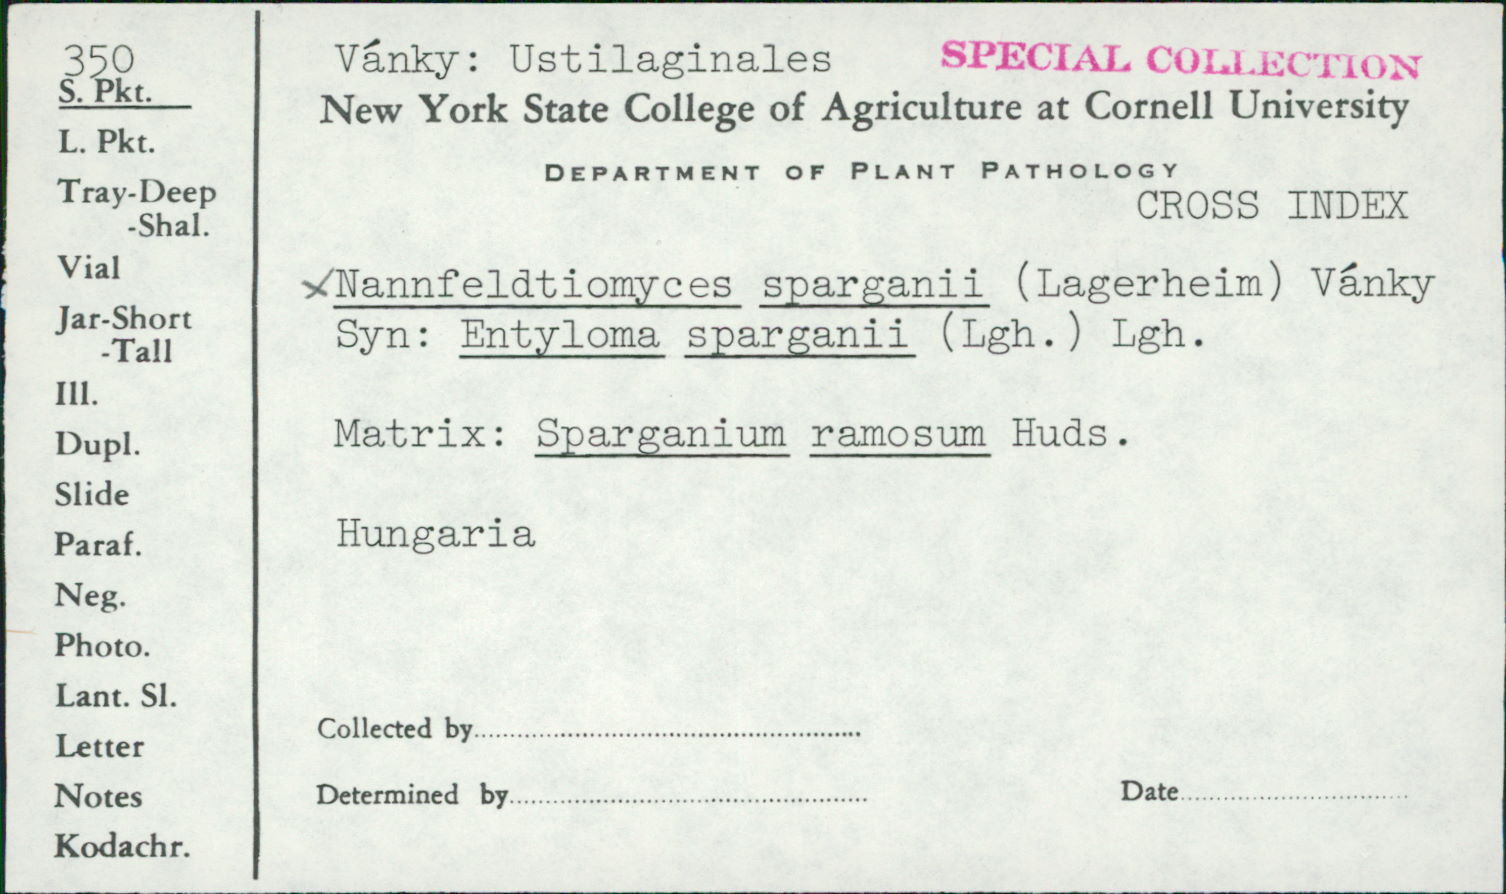 350
S. Pkt.
L. Pkt.
Tray-Deep
-Shal.
Vial
Jar-Short
-Tall
Ill.
Dupl.
Slide
Paraf.
Neg.
Photo.
Lant. Sl.
Letter
Notes
Kodachr.
Vánky: Ustilaginales SPECIAL COLLECTION
New York State College of Agriculture at Cornell University
DEPARTMENT OF PLANT PATHOLOGY
CROSS INDEX
×Nannfeldtiomyces sparganii (Lagerheim) Vánky
Syn: Entyloma sparganii (Lgh.) Lgh.
Matrix: Sparganium ramosum Huds.
Hungaria
Collected by
Determined by Date